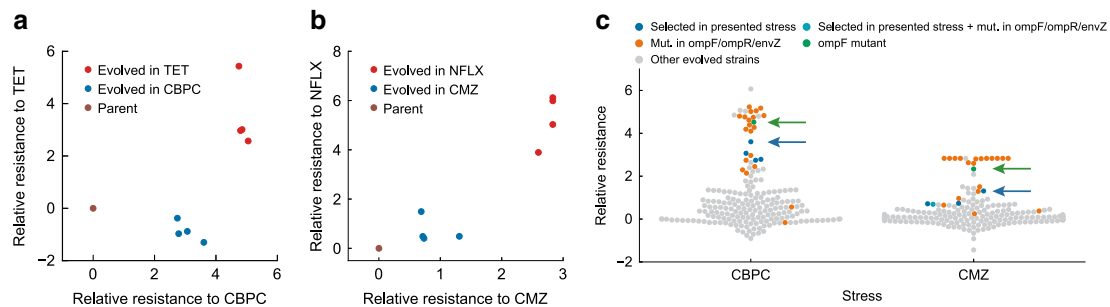 a
6
4
2
0
−2
0
2
4
6
Relative resistance to TET
Relative resistance to CBPC
Evolved in TET
Evolved in CBPC
Parent
b
8
6
4
2
0
0
1
2
3
Relative resistance to NFLX
Relative resistance to CMZ
Evolved in NFLX
Evolved in CMZ
Parent
c
Selected in presented stress
Selected in presented stress + mut. in ompF/ompR/envZ
Mut. in ompF/ompR/envZ
ompF mutant
Other evolved strains
6
4
2
0
−2
Relative resistance
CBPC
CMZ
Stress